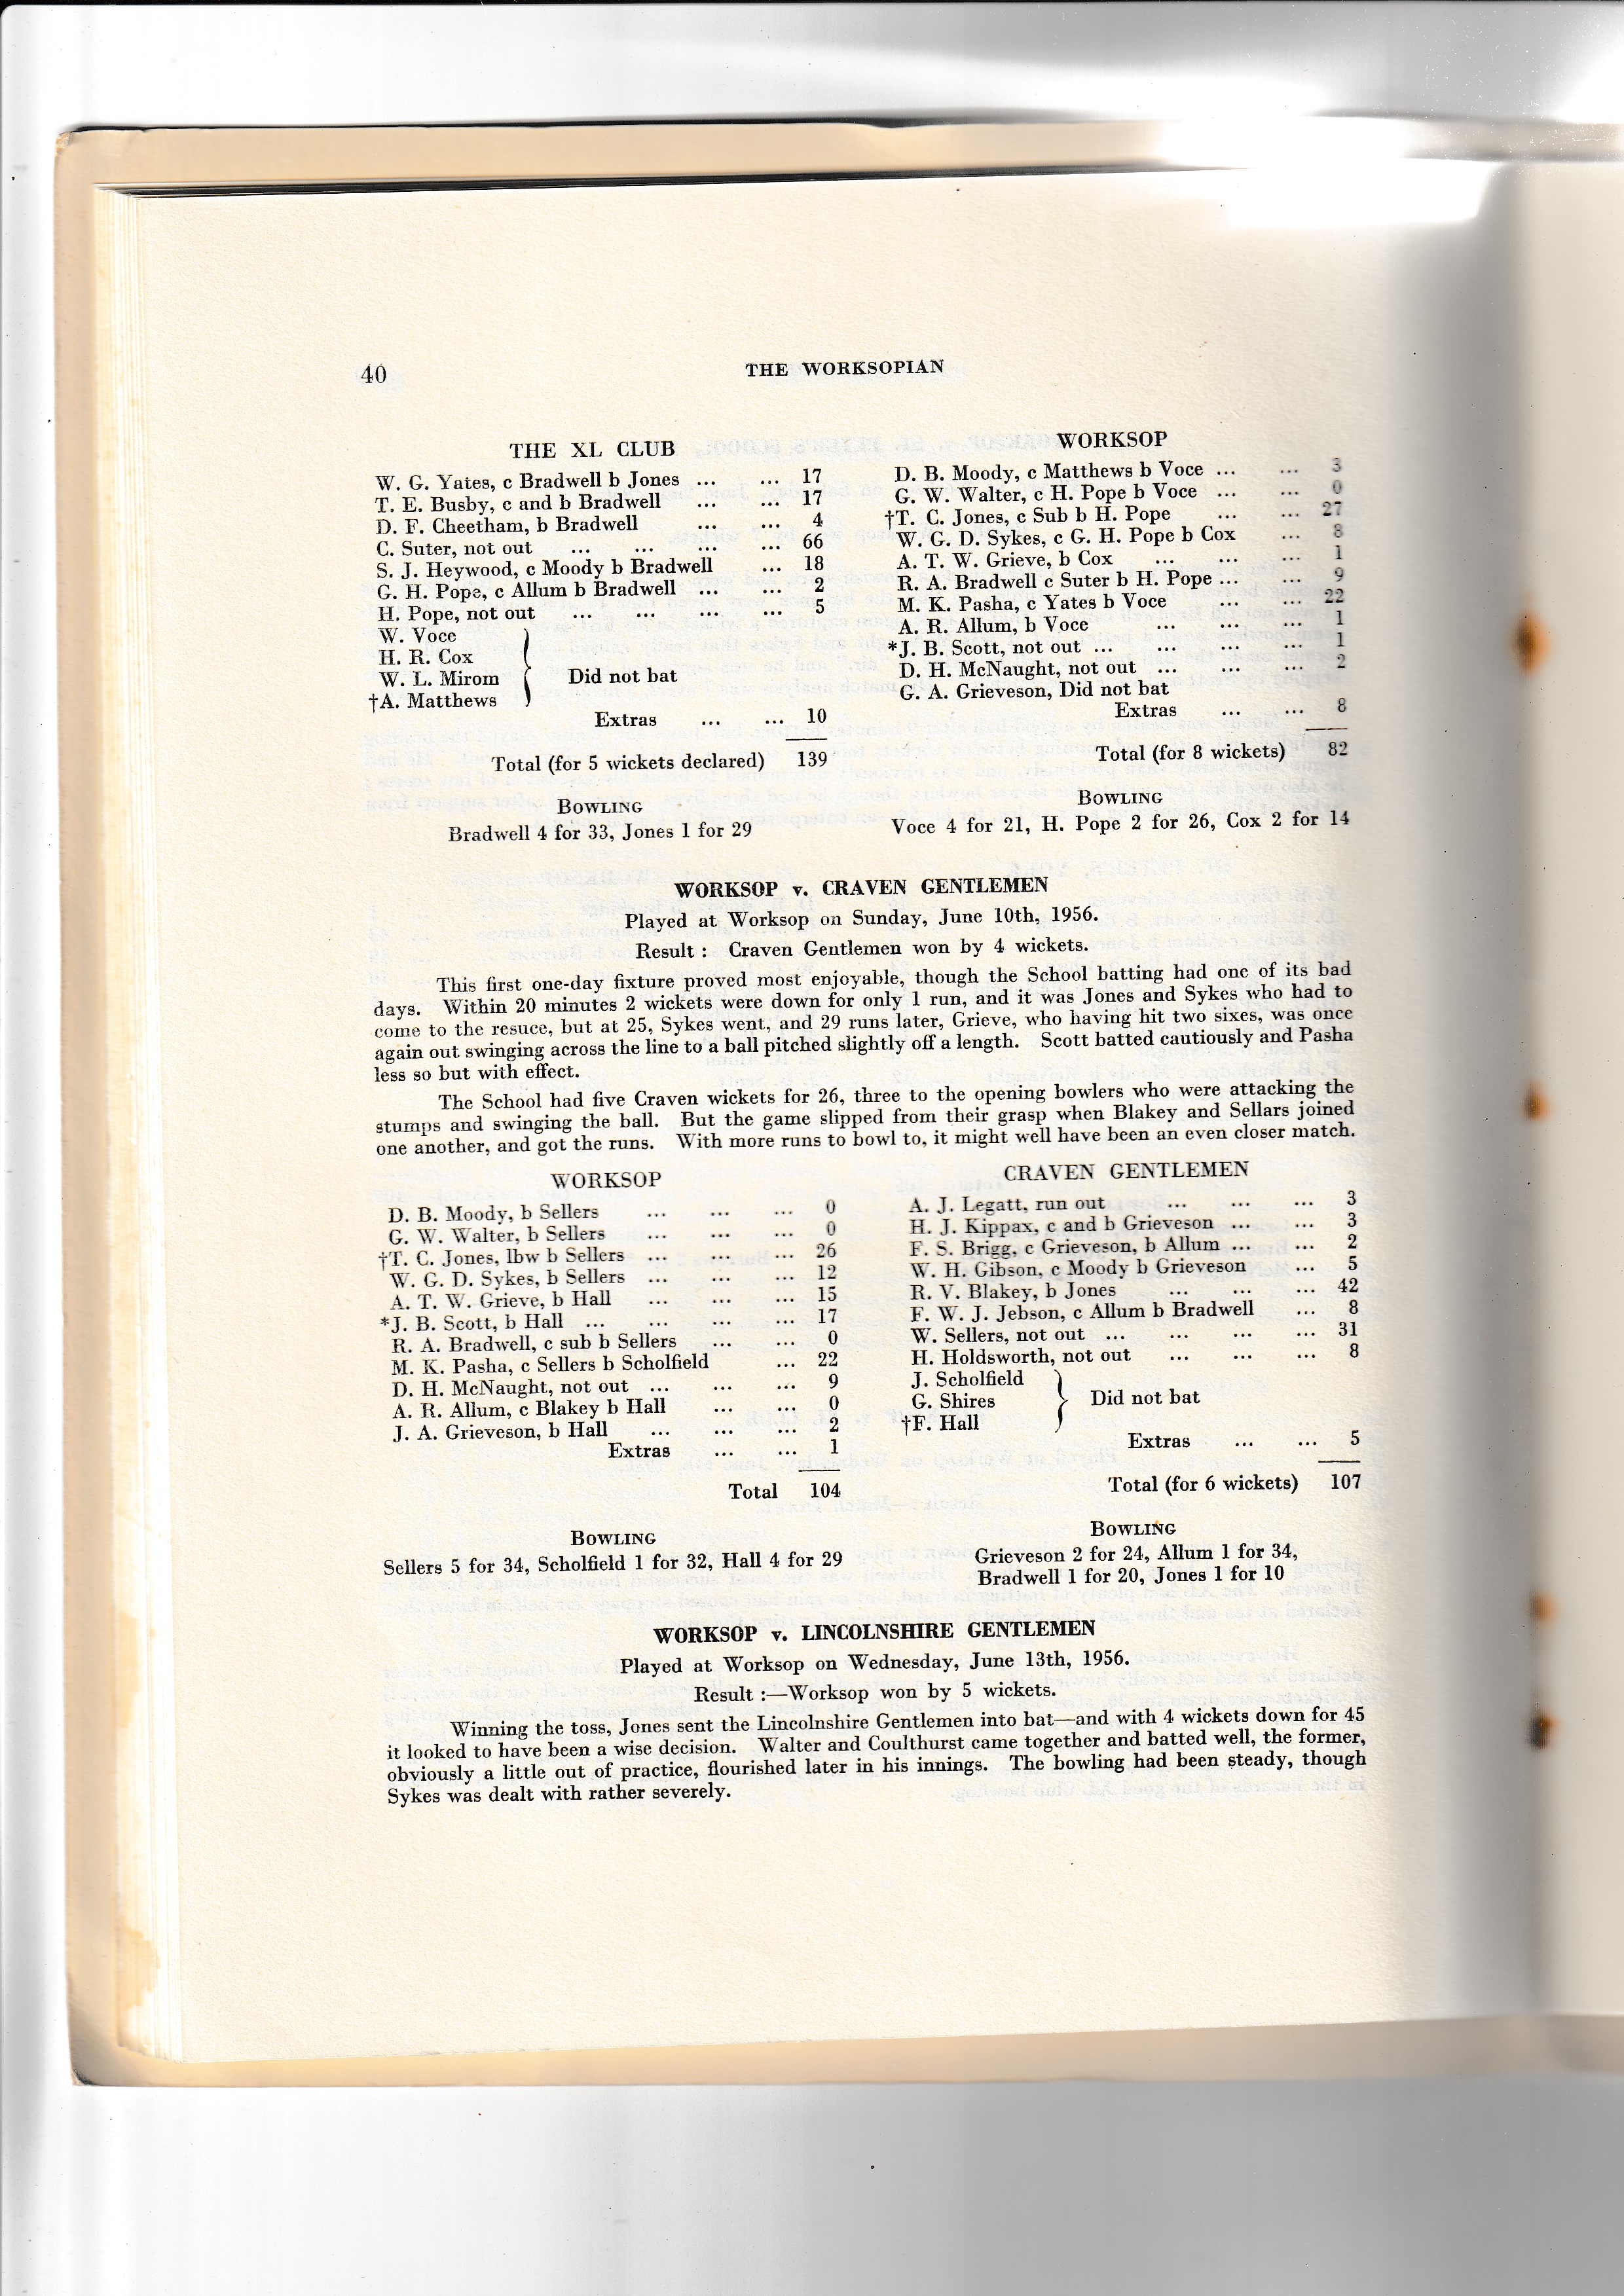 40
THE WORKSOPIAN
THE XL CLUB
W. G. Yates, c Bradwell b Jones ... ... 17
T. E. Busby, c and b Bradwell ... ... 17
D. F. Cheetham, b Bradwell ... ... 4
C. Suter, not out ... ... ... ... 66
S. J. Heywood, c Moody b Bradwell ... 18
G. H. Pope, c Allum b Bradwell ... ... 2
H. Pope, not out ... ... ... ... 5
W. Voce
H. R. Cox
W. L. Mirom
†A. Matthews
Did not bat
Extras ... ... 10
Total (for 5 wickets declared) 139
BOWLING
Bradwell 4 for 33, Jones 1 for 29
WORKSOP
D. B. Moody, c Matthews b Voce ... ... 3
G. W. Walter, c H. Pope b Voce ... ... 0
†T. C. Jones, c Sub b H. Pope ... ... 27
W. G. D. Sykes, c G. H. Pope b Cox ... 8
A. T. W. Grieve, b Cox ... ... ... 1
R. A. Bradwell c Suter b H. Pope ... ... 9
M. K. Pasha, c Yates b Voce ... ... 22
A. R. Allum, b Voce ... ... ... 1
*J. B. Scott, not out ... ... ... ... 1
D. H. McNaught, not out ... ... ... 2
G. A. Grieveson, Did not bat
Extras ... ... 8
Total (for 8 wickets) 82
BOWLING
Voce 4 for 21, H. Pope 2 for 26, Cox 2 for 14
WORKSOP v. CRAVEN GENTLEMEN
Played at Worksop on Sunday, June 10th, 1956.
Result : Craven Gentlemen won by 4 wickets.
This first one-day fixture proved most enjoyable, though the School batting had one of its bad
days. Within 20 minutes 2 wickets were down for only 1 run, and it was Jones and Sykes who had to
come to the resuce, but at 25, Sykes went, and 29 runs later, Grieve, who having hit two sixes, was once
again out swinging across the line to a ball pitched slightly off a length. Scott batted cautiously and Pasha
less so but with effect.
The School had five Craven wickets for 26, three to the opening bowlers who were attacking the
stumps and swinging the ball. But the game slipped from their grasp when Blakey and Sellars joined
one another, and got the runs. With more runs to bowl to, it might well have been an even closer match.
WORKSOP
D. B. Moody, b Sellers ... ... ... 0
G. W. Walter, b Sellers ... ... ... 0
†T. C. Jones, lbw b Sellers ... ... ... 26
W. G. D. Sykes, b Sellers ... ... ... 12
A. T. W. Grieve, b Hall ... ... ... 15
*J. B. Scott, b Hall ... ... ... ... 17
R. A. Bradwell, c sub b Sellers ... ... 0
M. K. Pasha, c Sellers b Scholfield ... 22
D. H. McNaught, not out ... ... ... 9
A. R. Allum, c Blakey b Hall ... ... 0
J. A. Grieveson, b Hall ... ... ... 2
Extras ... ... 1
Total 104
BOWLING
Sellers 5 for 34, Scholfield 1 for 32, Hall 4 for 29
CRAVEN GENTLEMEN
A. J. Legatt, run out ... ... ... 3
H. J. Kippax, c and b Grieveson ... ... 3
F. S. Brigg, c Grieveson, b Allum ... ... 2
W. H. Gibson, c Moody b Grieveson ... 5
R. V. Blakey, b Jones ... ... ... 42
F. W. J. Jebson, c Allum b Bradwell ... 8
W. Sellers, not out ... ... ... ... 31
H. Holdsworth, not out ... ... ... 8
J. Scholfield
G. Shires
†F. Hall
Did not bat
Extras ... ... 5
Total (for 6 wickets) 107
BOWLING
Grieveson 2 for 24, Allum 1 for 34,
Bradwell 1 for 20, Jones 1 for 10
WORKSOP v. LINCOLNSHIRE GENTLEMEN
Played at Worksop on Wednesday, June 13th, 1956.
Result :—Worksop won by 5 wickets.
Winning the toss, Jones sent the Lincolnshire Gentlemen into bat—and with 4 wickets down for 45
it looked to have been a wise decision. Walter and Coulthurst came together and batted well, the former,
obviously a little out of practice, flourished later in his innings. The bowling had been steady, though
Sykes was dealt with rather severely.